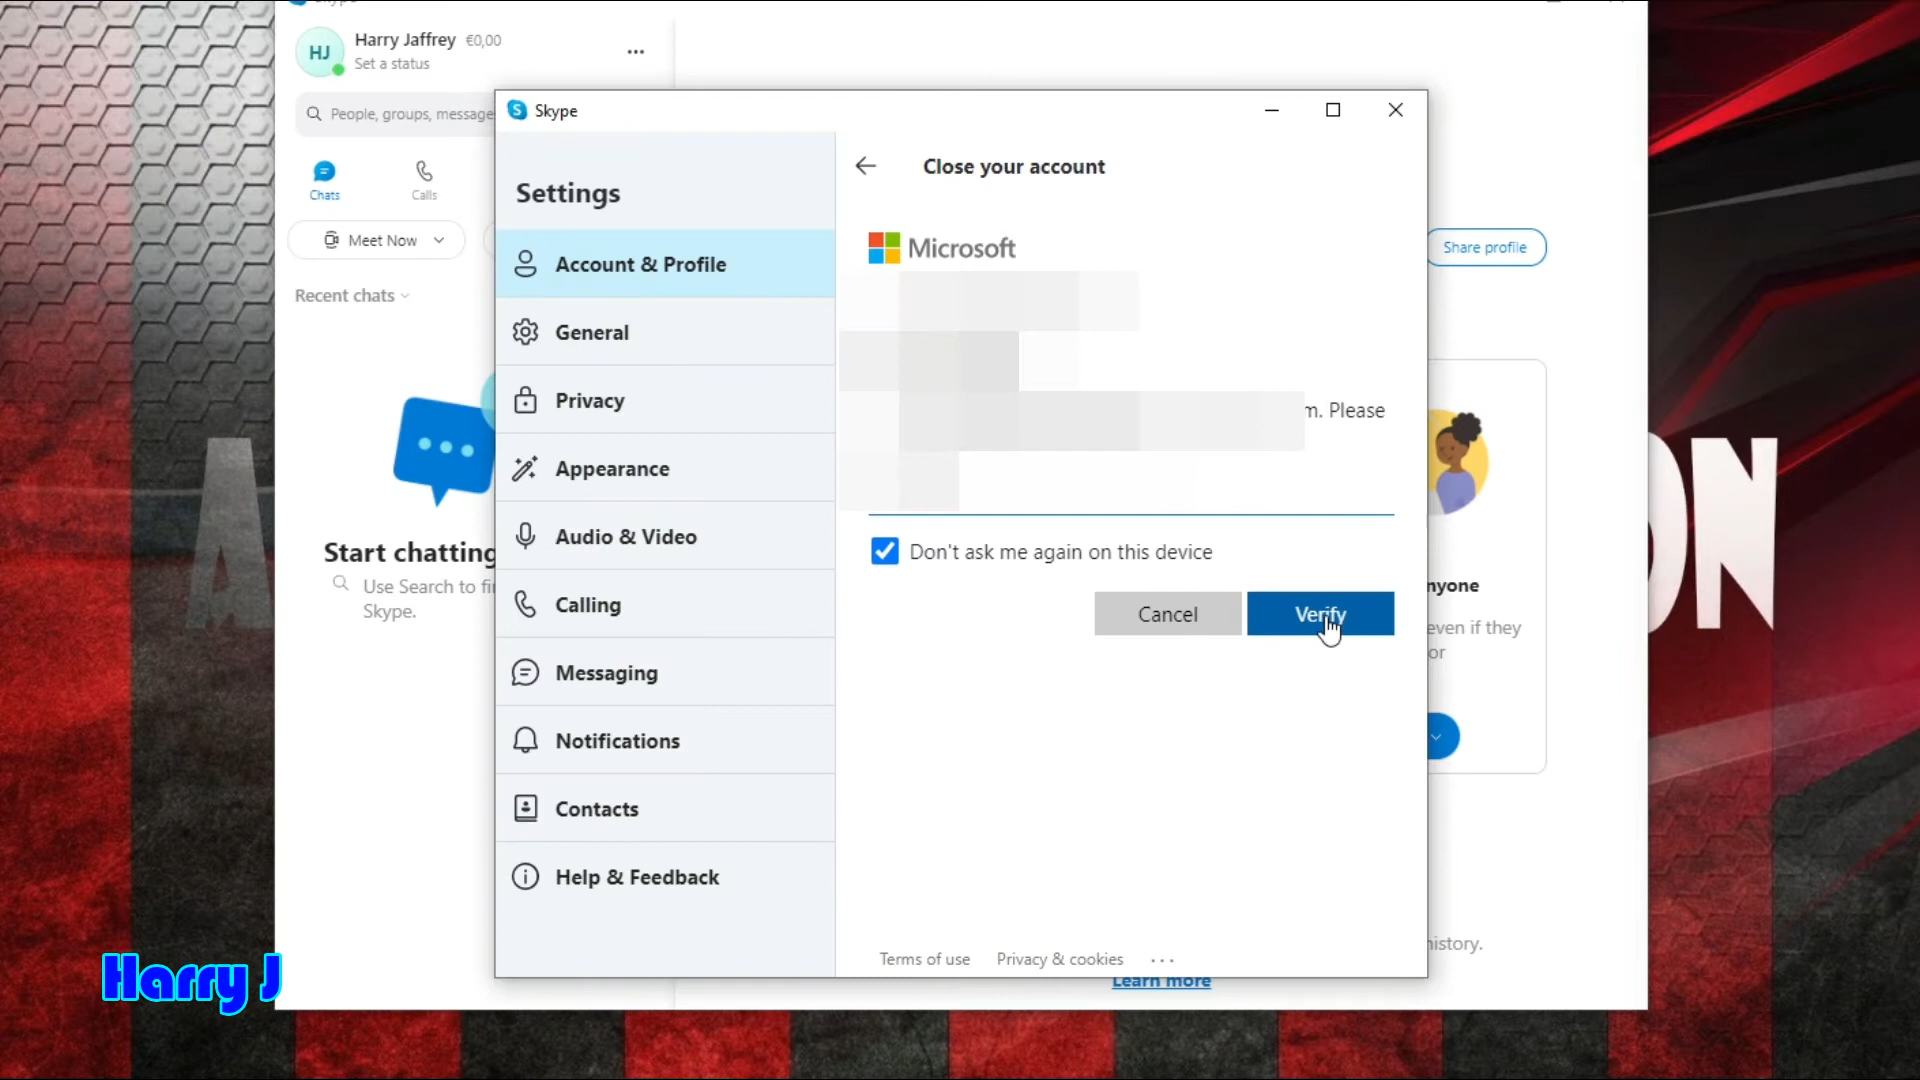 Harry Jaffrey €0,00
Set a status
People, groups, message
Chats
Calls
Meet Now
Recent chats
Start chatting
Use Search to fi
Skype.
Skype
Settings
Account & Profile
General
Privacy
Appearance
Audio & Video
Calling
Messaging
Notifications
Contacts
Help & Feedback
Close your account
Microsoft
m. Please
Don't ask me again on this device
Cancel
Verify
Terms of use Privacy & cookies ...
Share profile
nyone
even if they
or
history.
Learn more
A
ON
Harry J